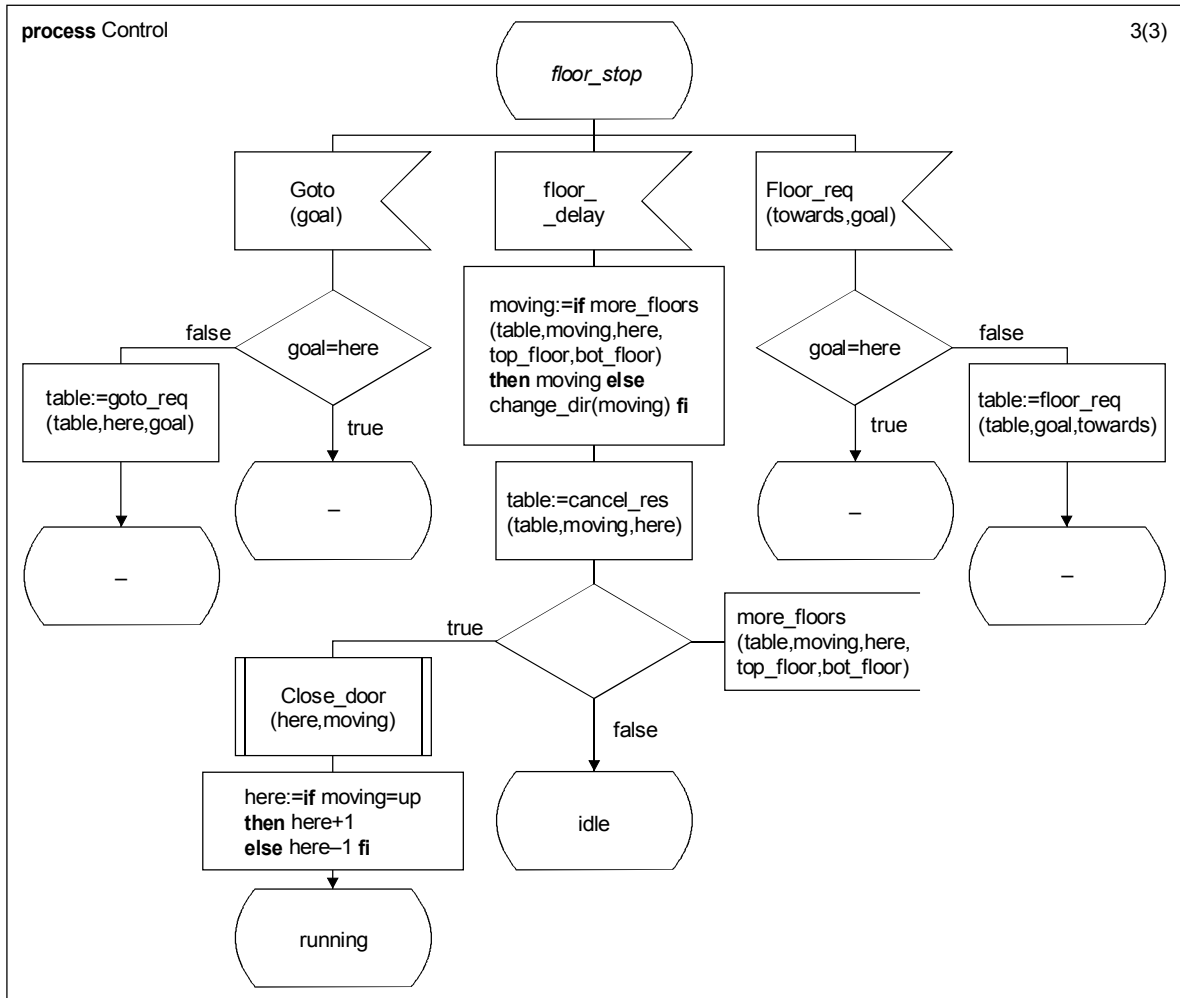 process Control
3(3)
floor_stop
Goto
(goal)
floor_
_delay
Floor_req
(towards,goal)
goal=here
false
true
table:=goto_req
(table,here,goal)
–
–
moving:=if more_floors
(table,moving,here,
top_floor,bot_floor)
then moving else
change_dir(moving) fi
table:=cancel_res
(table,moving,here)
goal=here
false
true
table:=floor_req
(table,goal,towards)
–
–
more_floors
(table,moving,here,
top_floor,bot_floor)
true
false
Close_door
(here,moving)
here:=if moving=up
then here+1
else here–1 fi
idle
running